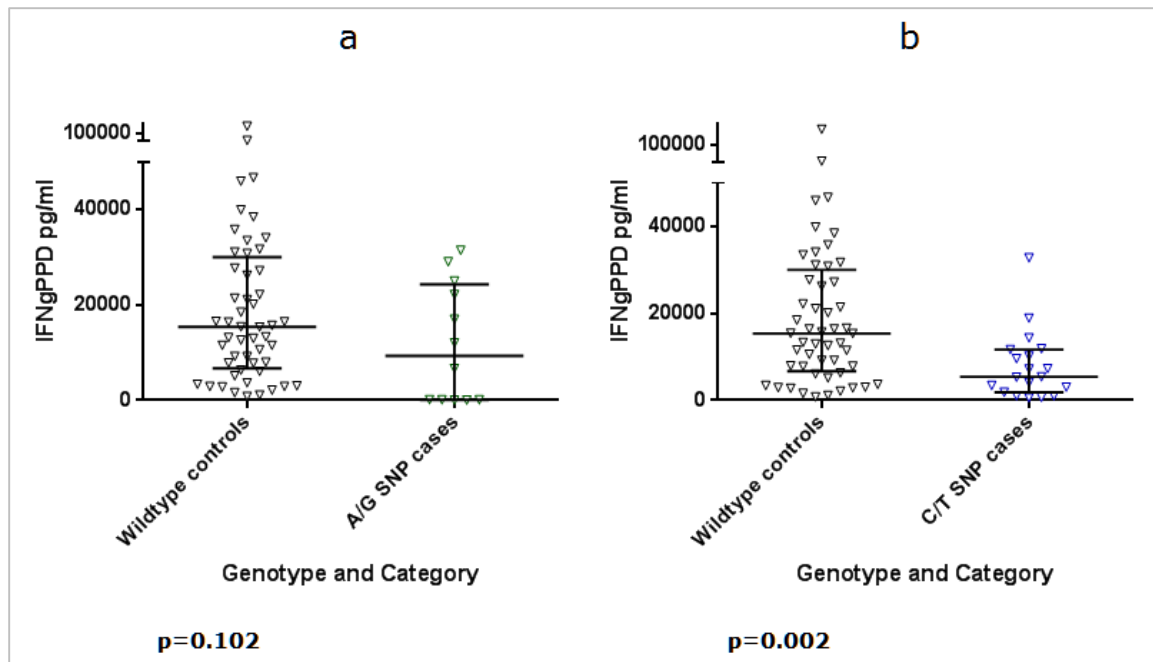 a
100000
40000
20000
0
IFNgPPD pg/ml
Wildtype controls
A/G SNP cases
Genotype and Category
p=0.102
b
100000
40000
20000
0
IFNgPPD pg/ml
Wildtype controls
C/T SNP cases
Genotype and Category
p=0.002